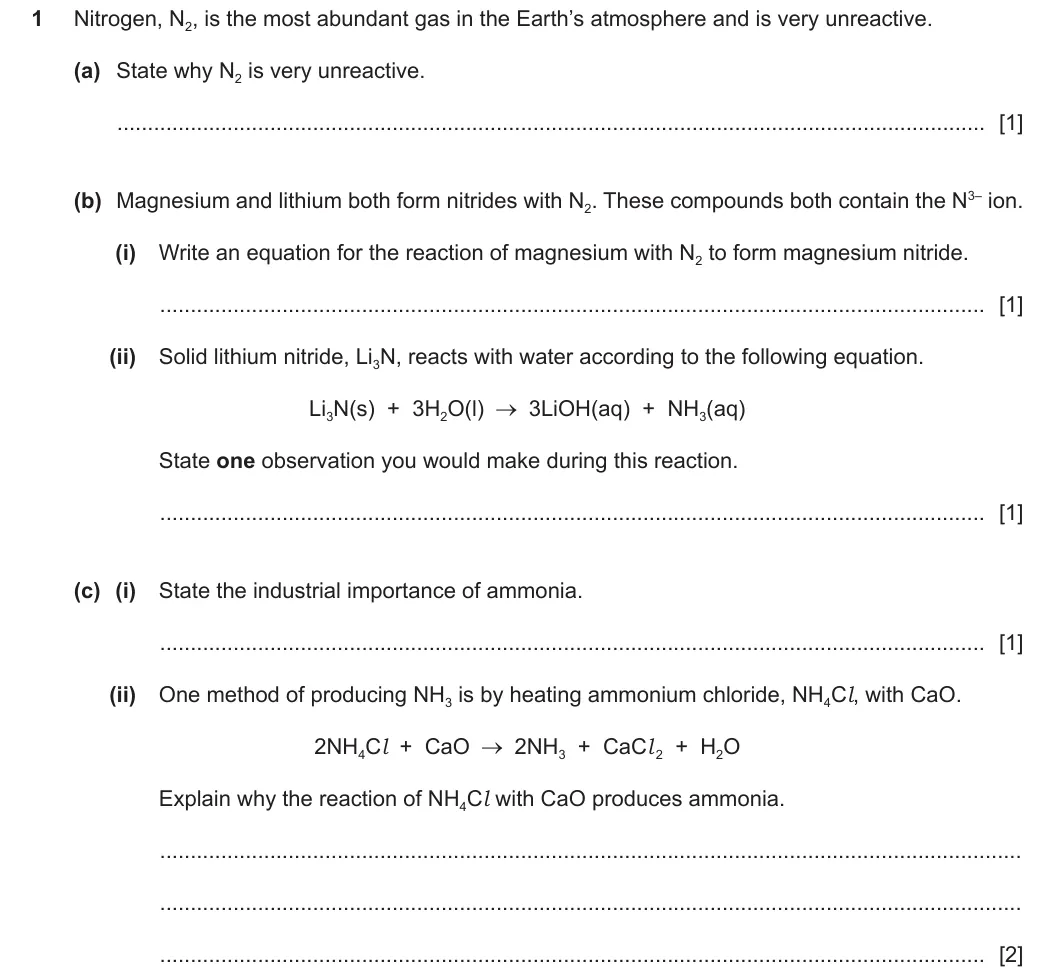 1 Nitrogen, N₂, is the most abundant gas in the Earth’s atmosphere and is very unreactive.
(a) State why N₂ is very unreactive.
.............................................................................................................................................. [1]
(b) Magnesium and lithium both form nitrides with N₂. These compounds both contain the N³⁻ ion.
(i) Write an equation for the reaction of magnesium with N₂ to form magnesium nitride.
....................................................................................................................................... [1]
(ii) Solid lithium nitride, Li₃N, reacts with water according to the following equation.
Li₃N(s) + 3H₂O(l) → 3LiOH(aq) + NH₃(aq)
State one observation you would make during this reaction.
....................................................................................................................................... [1]
(c) (i) State the industrial importance of ammonia.
....................................................................................................................................... [1]
(ii) One method of producing NH₃ is by heating ammonium chloride, NH₄Cl, with CaO.
2NH₄Cl + CaO → 2NH₃ + CaCl₂ + H₂O
Explain why the reaction of NH₄Cl with CaO produces ammonia.
.............................................................................................................................................
.............................................................................................................................................
....................................................................................................................................... [2]